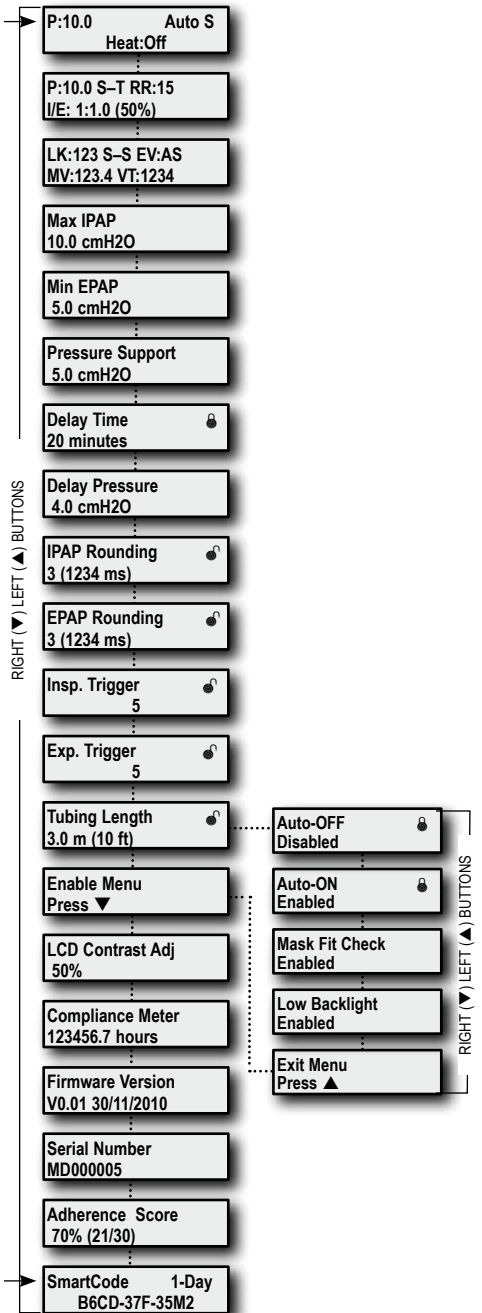 P:10.0 Auto S
Heat:Off
P:10.0 S–T RR:15
I/E: 1:1.0 (50%)
LK:123 S–S EV:AS
MV:123.4 VT:1234
Max IPAP
10.0 cmH2O
Min EPAP
5.0 cmH2O
Pressure Support
5.0 cmH2O
Delay Time
20 minutes
Delay Pressure
4.0 cmH2O
IPAP Rounding
3 (1234 ms)
EPAP Rounding
3 (1234 ms)
Insp. Trigger
5
Exp. Trigger
5
Tubing Length
3.0 m (10 ft)
Enable Menu
Press ▼
LCD Contrast Adj
50%
Compliance Meter
123456.7 hours
Firmware Version
V0.01 30/11/2010
Serial Number
MD000005
Adherence Score
70% (21/30)
SmartCode 1-Day
B6CD-37F-35M2
RIGHT (▼) LEFT (▲) BUTTONS
Auto-OFF
Disabled
Auto-ON
Enabled
Mask Fit Check
Enabled
Low Backlight
Enabled
Exit Menu
Press ▲
RIGHT (▼) LEFT (▲) BUTTONS